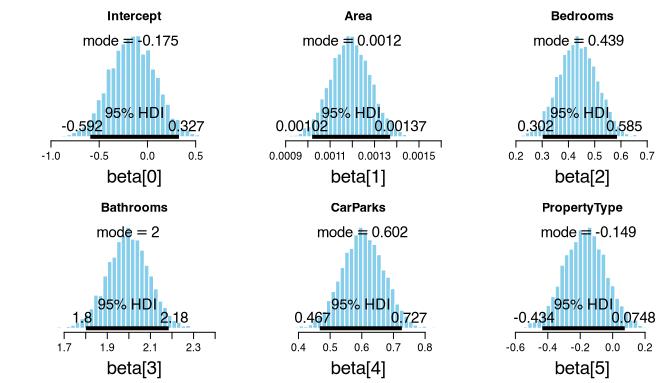 Intercept
mode = -0.175
95% HDI
-0.592 0.327
-1.0 -0.5 0.0 0.5
beta[0]
Area
mode = 0.0012
95% HDI
0.00102 0.00137
0.0009 0.0011 0.0013 0.0015
beta[1]
Bedrooms
mode = 0.439
95% HDI
0.302 0.585
0.2 0.3 0.4 0.5 0.6 0.7
beta[2]
Bathrooms
mode = 2
95% HDI
1.8 2.18
1.7 1.9 2.1 2.3
beta[3]
CarParks
mode = 0.602
95% HDI
0.467 0.727
0.4 0.5 0.6 0.7 0.8
beta[4]
PropertyType
mode = -0.149
95% HDI
-0.434 0.0748
-0.6 -0.4 -0.2 0.0 0.2
beta[5]